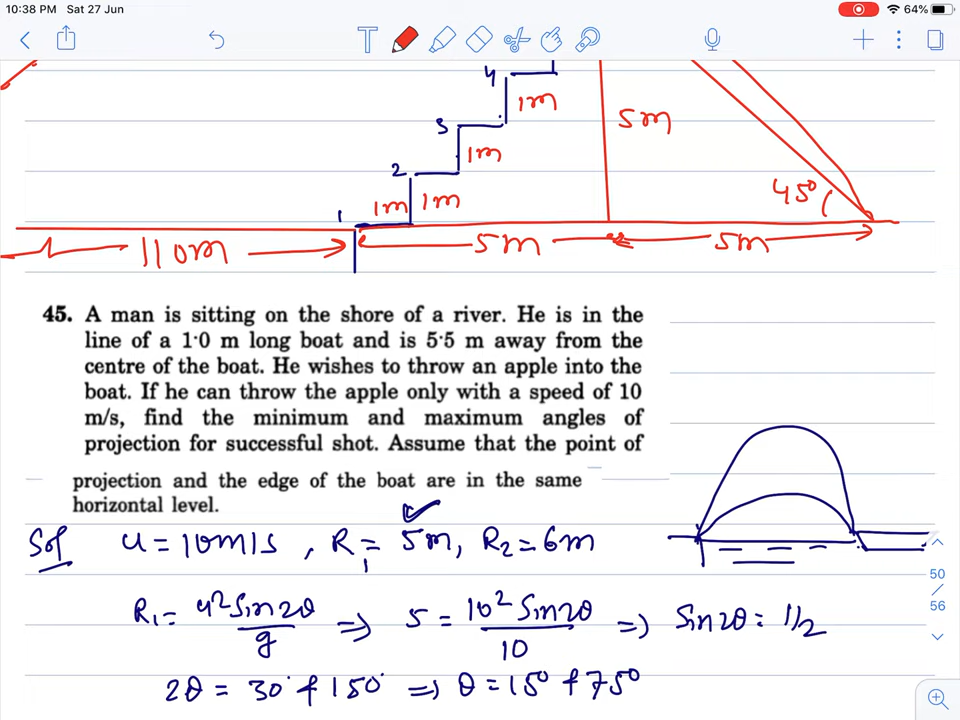 10:38 PM Sat 27 Jun 64%
T
4
1m
5m
3
1m
2
45°
1 1m 1m
110m 5m 5m
45. A man is sitting on the shore of a river. He is in the
line of a 1·0 m long boat and is 5·5 m away from the
centre of the boat. He wishes to throw an apple into the
boat. If he can throw the apple only with a speed of 10
m/s, find the minimum and maximum angles of
projection for successful shot. Assume that the point of
projection and the edge of the boat are in the same
horizontal level.
Sol u = 10m/s, R₁ = 5m, R₂ = 6m
R₁ = u² Sin2θ / g ⇒ 5 = 10² Sin2θ / 10 ⇒ Sin2θ = 1/2
2θ = 30° & 150° ⇒ θ = 15° & 75°
50
/
56